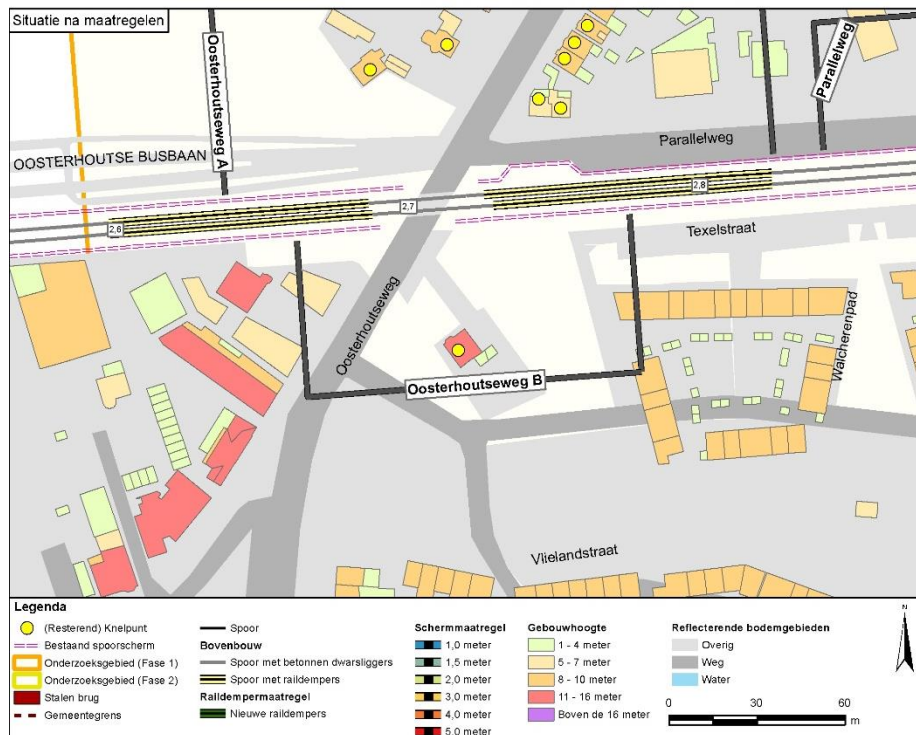 Situatie na maatregelen
Oosterhoutseweg A
Parallelweg
Parallelweg
OOSTERHOUTSE BUSBAAN
2,8
2,7
2,6
Texelstraat
Oosterhoutseweg
Walcherenpad
Oosterhoutseweg B
Vlielandstraat
Legenda
(Resterend) Knelpunt
Bestaand spoorscherm
Onderzoeksgebied (Fase 1)
Onderzoeksgebied (Fase 2)
Stalen brug
Gemeentegrens
Spoor
Bovenbouw
Spoor met betonnen dwarsliggers
Spoor met raildempers
Raildempermaatregel
Nieuwe raildempers
Schermmaatregel
1,0 meter
1,5 meter
2,0 meter
3,0 meter
4,0 meter
5,0 meter
Gebouwhoogte
1 - 4 meter
5 - 7 meter
8 - 10 meter
11 - 16 meter
Boven de 16 meter
Reflecterende bodemgebieden
Overig
Weg
Water
N
0 30 60
m